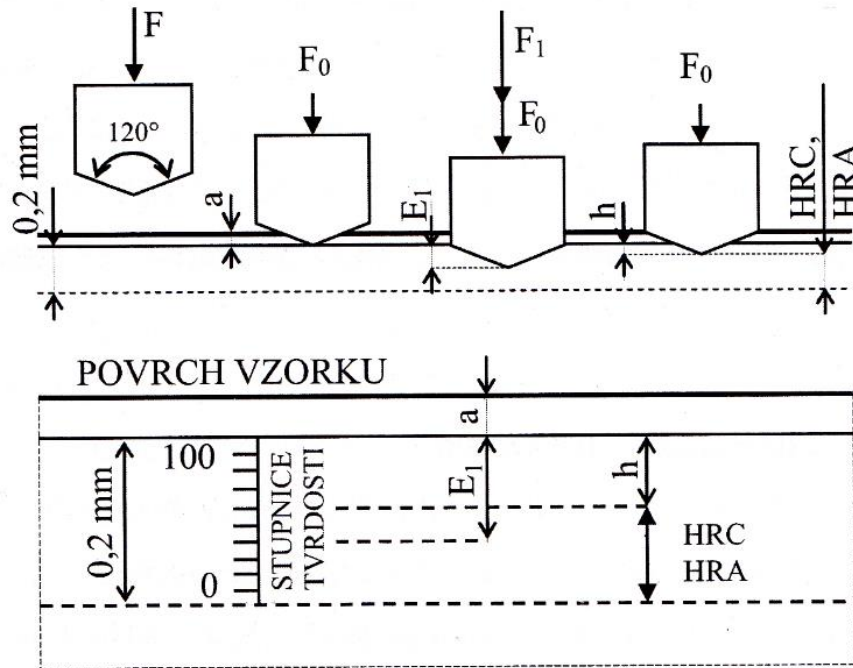 F
F₀
F₁
F₀
F₀
120°
0,2 mm
a
E₁
h
HRC,
HRA
POVRCH VZORKU
a
100
0
0,2 mm
STUPNICE
TVRDOSTI
E₁
h
HRC
HRA